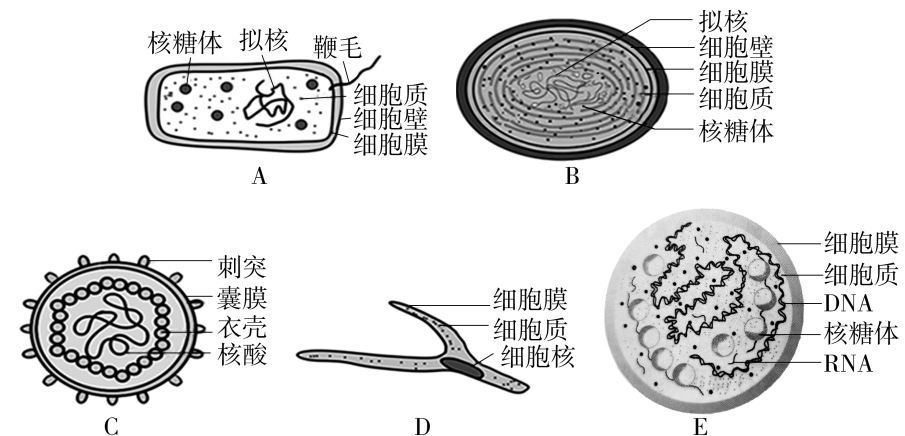 核糖体
拟核
鞭毛
细胞质
细胞壁
细胞膜
A
拟核
细胞壁
细胞膜
细胞质
核糖体
B
刺突
囊膜
衣壳
核酸
C
细胞膜
细胞质
细胞核
D
细胞膜
细胞质
DNA
核糖体
RNA
E